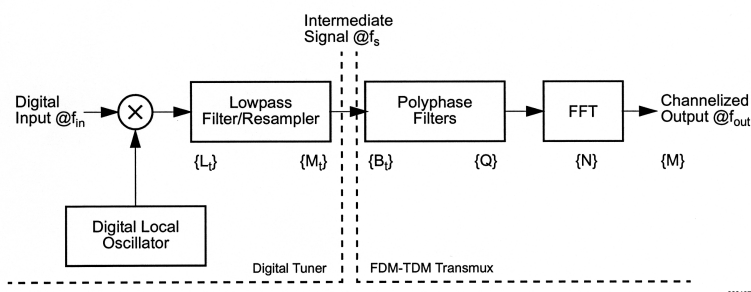 Intermediate
Signal @fs
Digital
Input @fin
Lowpass
Filter/Resampler
Polyphase
Filters
FFT
Channelized
Output @fout
{Lt}
{Mt}
{Bt}
{Q}
{N}
{M}
Digital Local
Oscillator
Digital Tuner
FDM-TDM Transmux